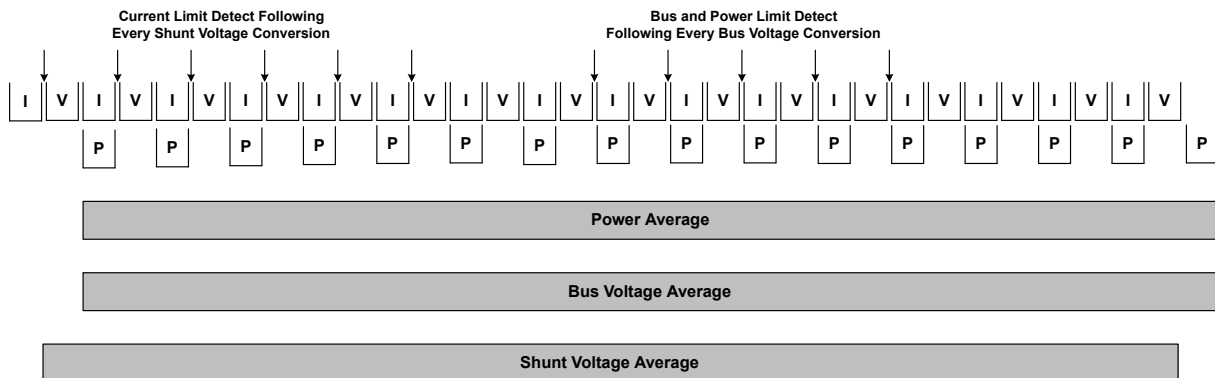 Current Limit Detect Following
Every Shunt Voltage Conversion
Bus and Power Limit Detect
Following Every Bus Voltage Conversion
I V I V I V I V I V I V I V I V I V I V I V I V I V I V I V I V
P P P P P P P P P P P P P P P P
Power Average
Bus Voltage Average
Shunt Voltage Average